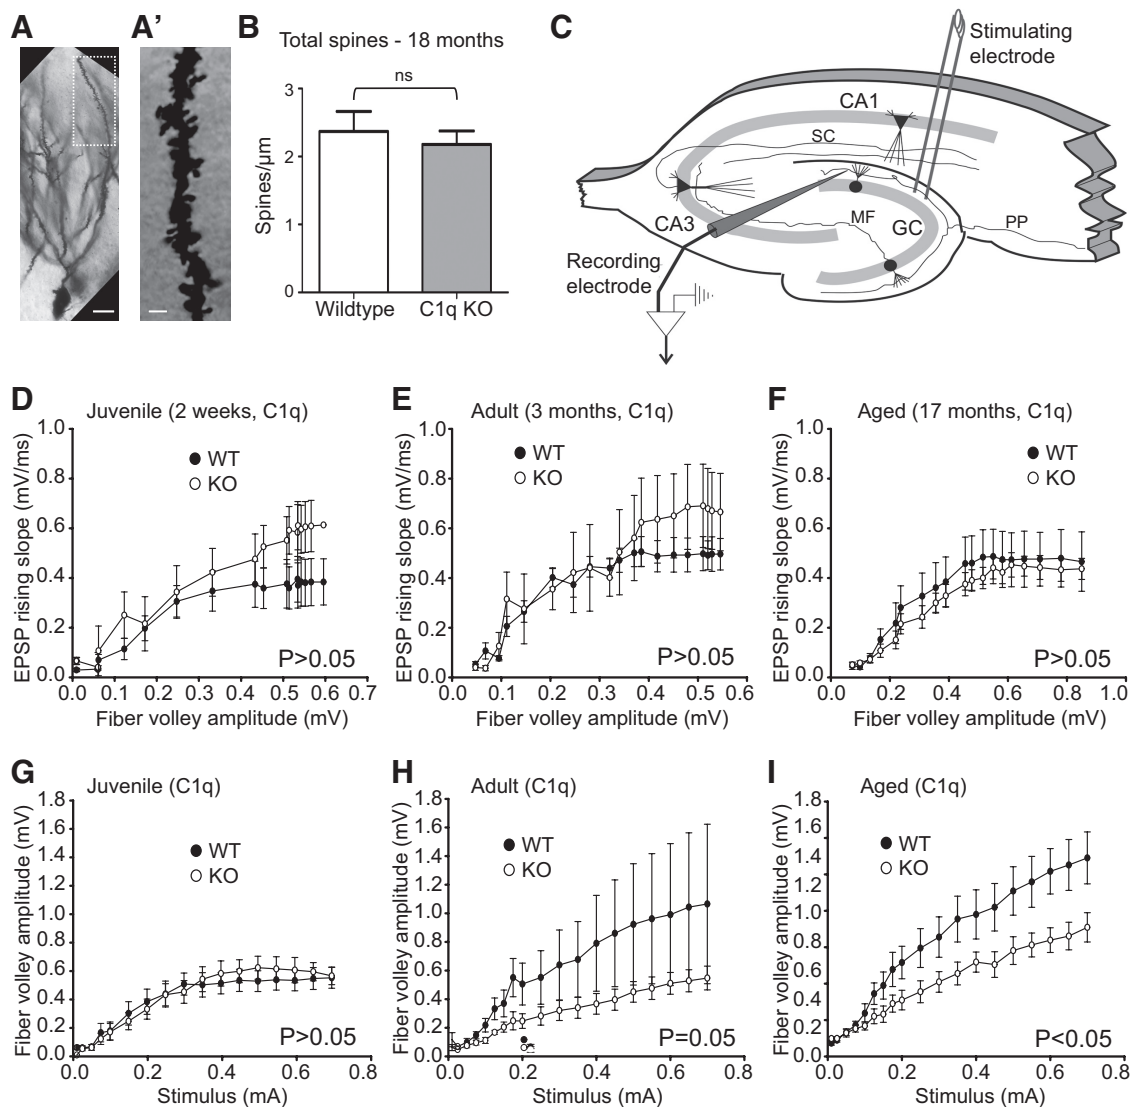 A
A'
B
Total spines - 18 months
ns
3
2
1
0
Spines/µm
Wildtype
C1q KO
C
Stimulating
electrode
CA1
SC
CA3
MF
GC
PP
Recording
electrode
D
Juvenile (2 weeks, C1q)
WT
KO
1.0
0.8
0.6
0.4
0.2
0.0
EPSP rising slope (mV/ms)
P>0.05
0.0 0.1 0.2 0.3 0.4 0.5 0.6 0.7
Fiber volley amplitude (mV)
E
Adult (3 months, C1q)
WT
KO
1.0
0.8
0.6
0.4
0.2
0.0
EPSP rising slope (mV/ms)
P>0.05
0.0 0.1 0.2 0.3 0.4 0.5 0.6
Fiber volley amplitude (mV)
F
Aged (17 months, C1q)
WT
KO
1.0
0.8
0.6
0.4
0.2
0.0
EPSP rising slope (mV/ms)
P>0.05
0.0 0.2 0.4 0.6 0.8 1.0
Fiber volley amplitude (mV)
G
Juvenile (C1q)
WT
KO
1.8
1.4
1.2
1.0
0.8
0.6
0.4
0.2
0.0
Fiber volley amplitude (mV)
P>0.05
0.0 0.2 0.4 0.6 0.8
Stimulus (mA)
H
Adult (C1q)
WT
KO
1.8
1.4
1.2
1.0
0.8
0.6
0.4
0.2
0.0
Fiber volley amplitude (mV)
P=0.05
0.0 0.2 0.4 0.6 0.8
Stimulus (mA)
I
Aged (C1q)
WT
KO
1.8
1.4
1.2
1.0
0.8
0.6
0.4
0.2
0.0
Fiber volley amplitude (mV)
P<0.05
0.0 0.2 0.4 0.6 0.8
Stimulus (mA)